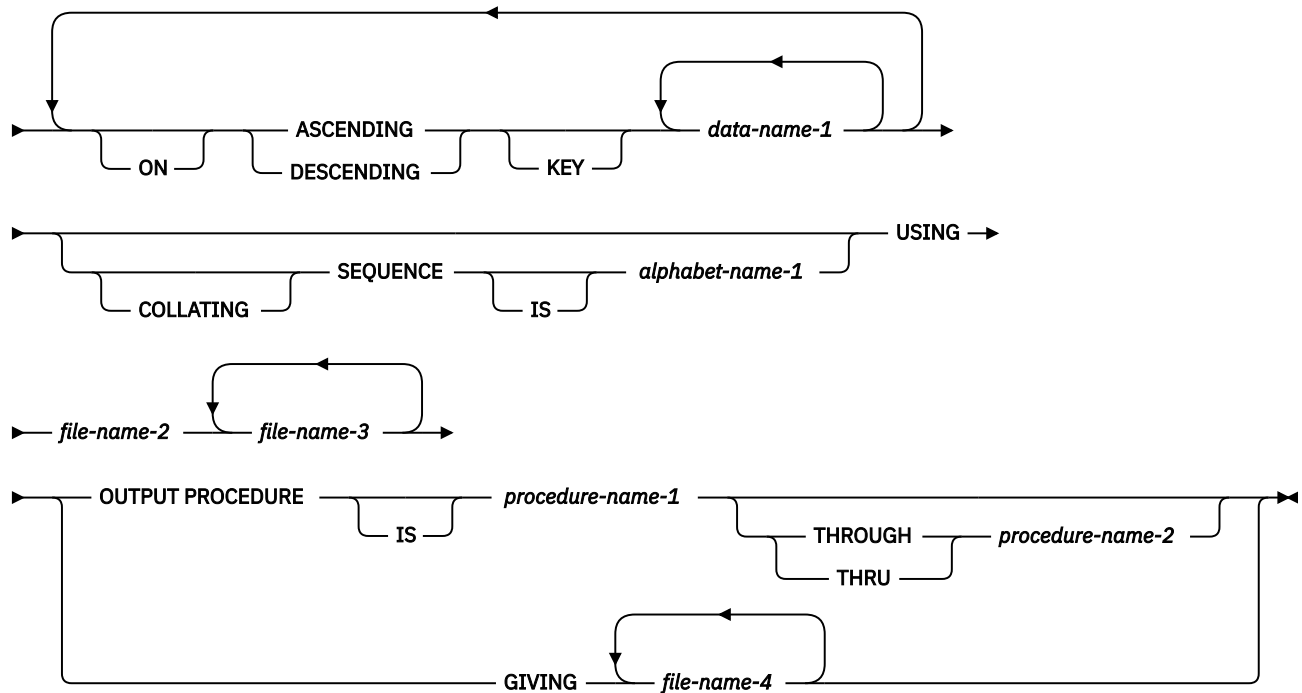 ASCENDING data-name-1
ON DESCENDING KEY
USING
SEQUENCE alphabet-name-1
COLLATING IS
file-name-2 file-name-3
OUTPUT PROCEDURE procedure-name-1
IS THROUGH procedure-name-2
THRU
GIVING file-name-4